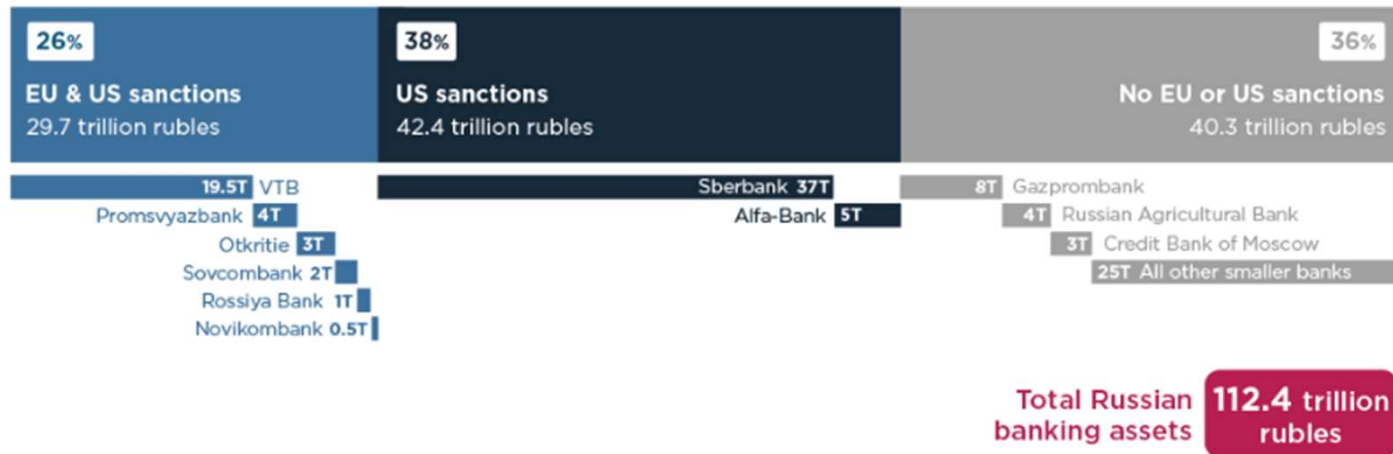 26%
EU & US sanctions
29.7 trillion rubles
38%
US sanctions
42.4 trillion rubles
36%
No EU or US sanctions
40.3 trillion rubles
19.5T VTB
Promsvyazbank 4T
Otkritie 3T
Sovcombank 2T
Rossiya Bank 1T
Novikombank 0.5T
Sberbank 37T
Alfa-Bank 5T
8T Gazprombank
4T Russian Agricultural Bank
3T Credit Bank of Moscow
25T All other smaller banks
Total Russian
banking assets
112.4 trillion
rubles